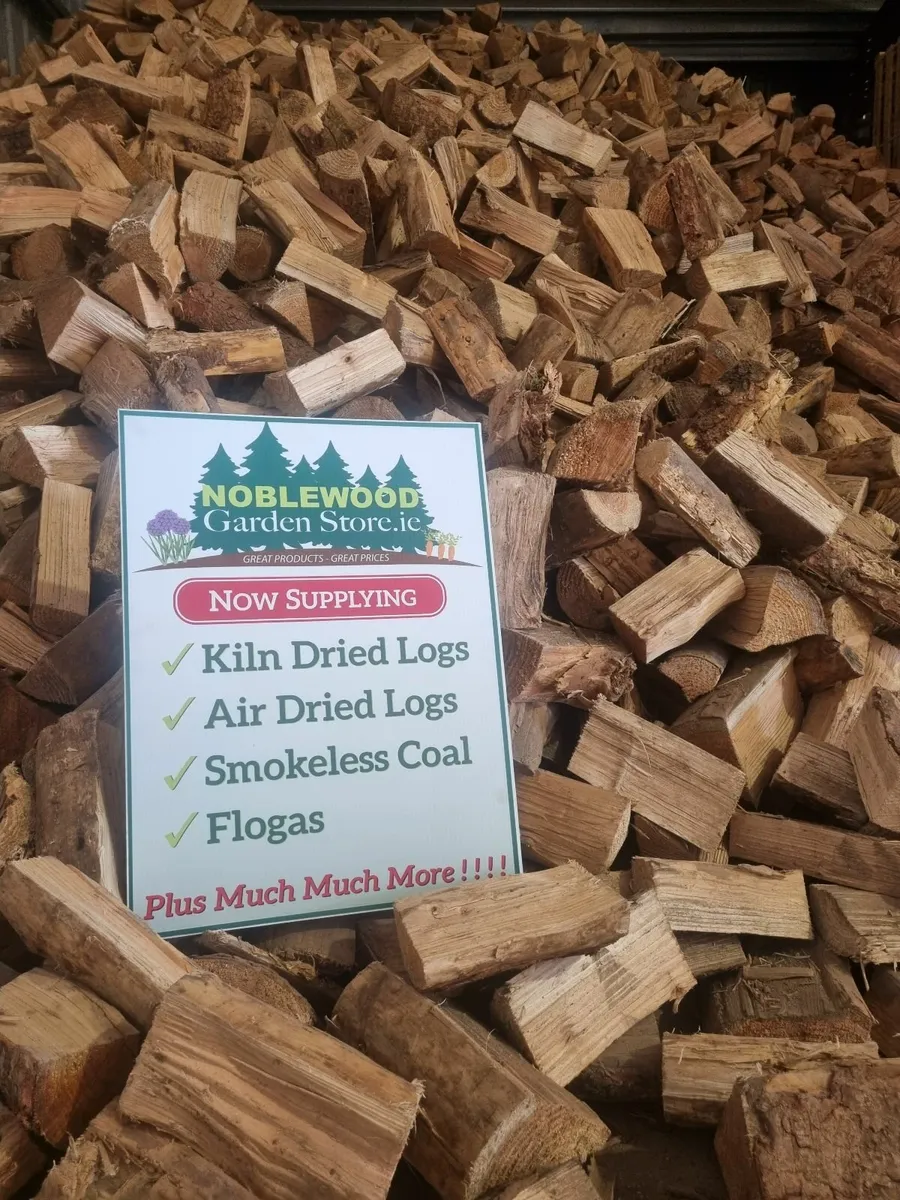 NOBLEWOOD
Garden Store.ie
GREAT PRODUCTS - GREAT PRICES
NOW SUPPLYING
✓ Kiln Dried Logs
✓ Air Dried Logs
✓ Smokeless Coal
✓ Flogas
Plus Much Much More!!!!